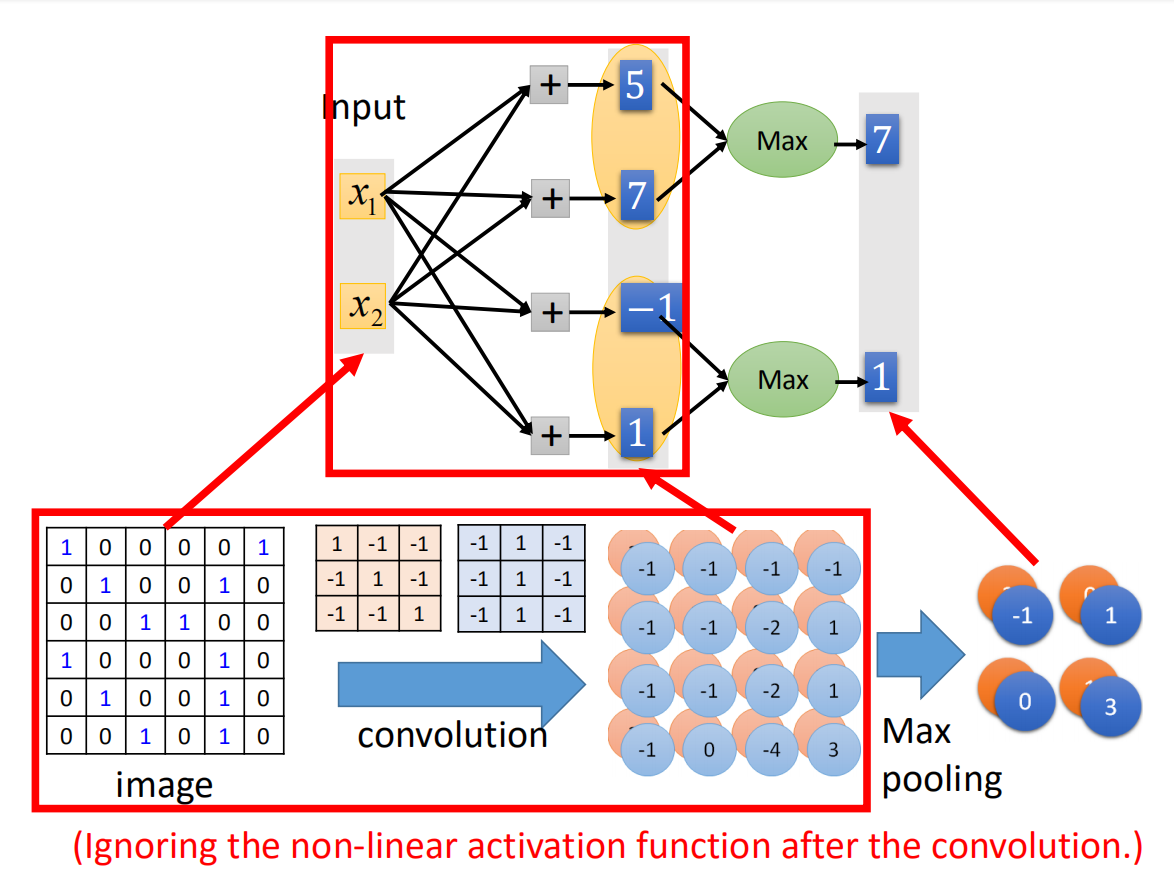 Input
x1
x2
+
+
+
+
5
7
−1
1
Max
Max
7
1
1 0 0 0 0 1
0 1 0 0 1 0
0 0 1 1 0 0
1 0 0 0 1 0
0 1 0 0 1 0
0 0 1 0 1 0
image
1 -1 -1
-1 1 -1
-1 -1 1
-1 1 -1
-1 1 -1
-1 1 -1
convolution
-1 -1 -1 -1
-1 -1 -2 1
-1 -1 -2 1
-1 0 -4 3
Max
pooling
-1 1
0 3
(Ignoring the non-linear activation function after the convolution.)